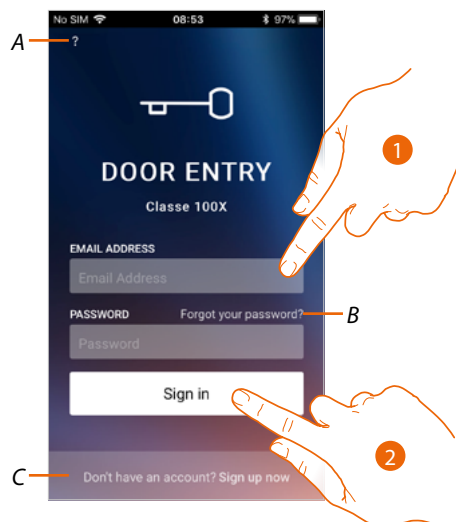 No SIM 08:53 97%
A ?
DOOR ENTRY
Classe 100X
1
EMAIL ADDRESS
Email Address
PASSWORD Forgot your password? B
Password
Sign in
2
C Don't have an account? Sign up now